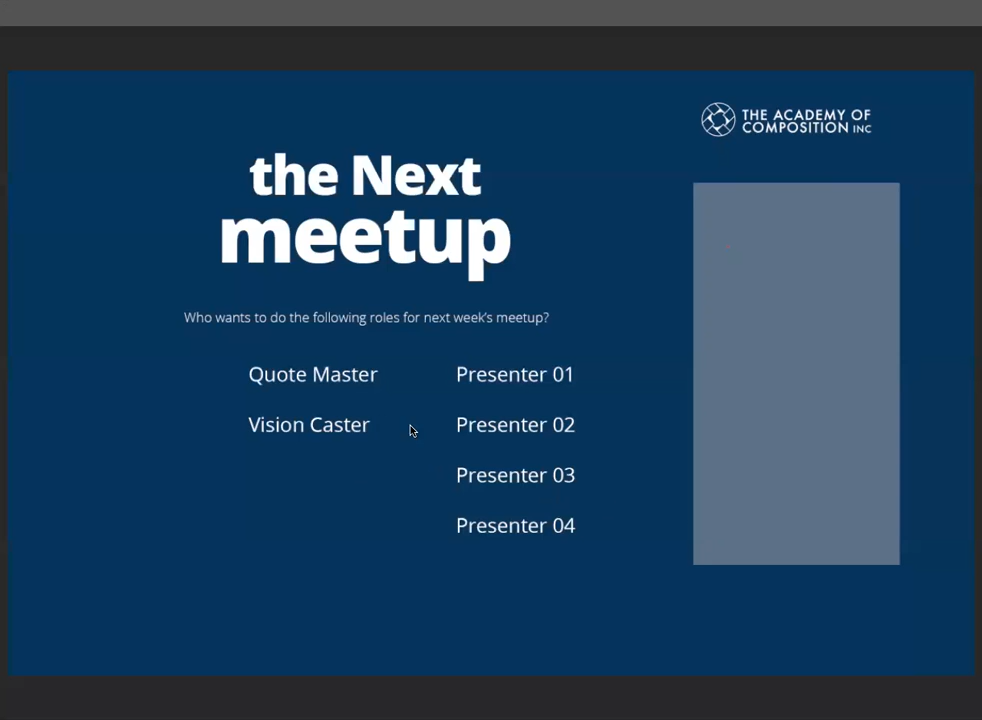 THE ACADEMY OF
COMPOSITION INC
the Next
meetup
Who wants to do the following roles for next week's meetup?
Quote Master
Vision Caster
Presenter 01
Presenter 02
Presenter 03
Presenter 04